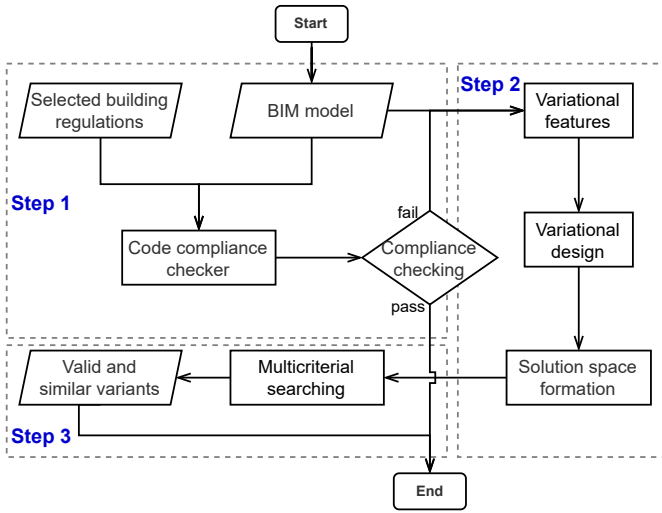 Start
Selected building
regulations
BIM model
Step 2
Variational
features
Step 1
fail
Code compliance
checker
Compliance
checking
Variational
design
pass
Valid and
similar variants
Multicriterial
searching
Solution space
formation
Step 3
End